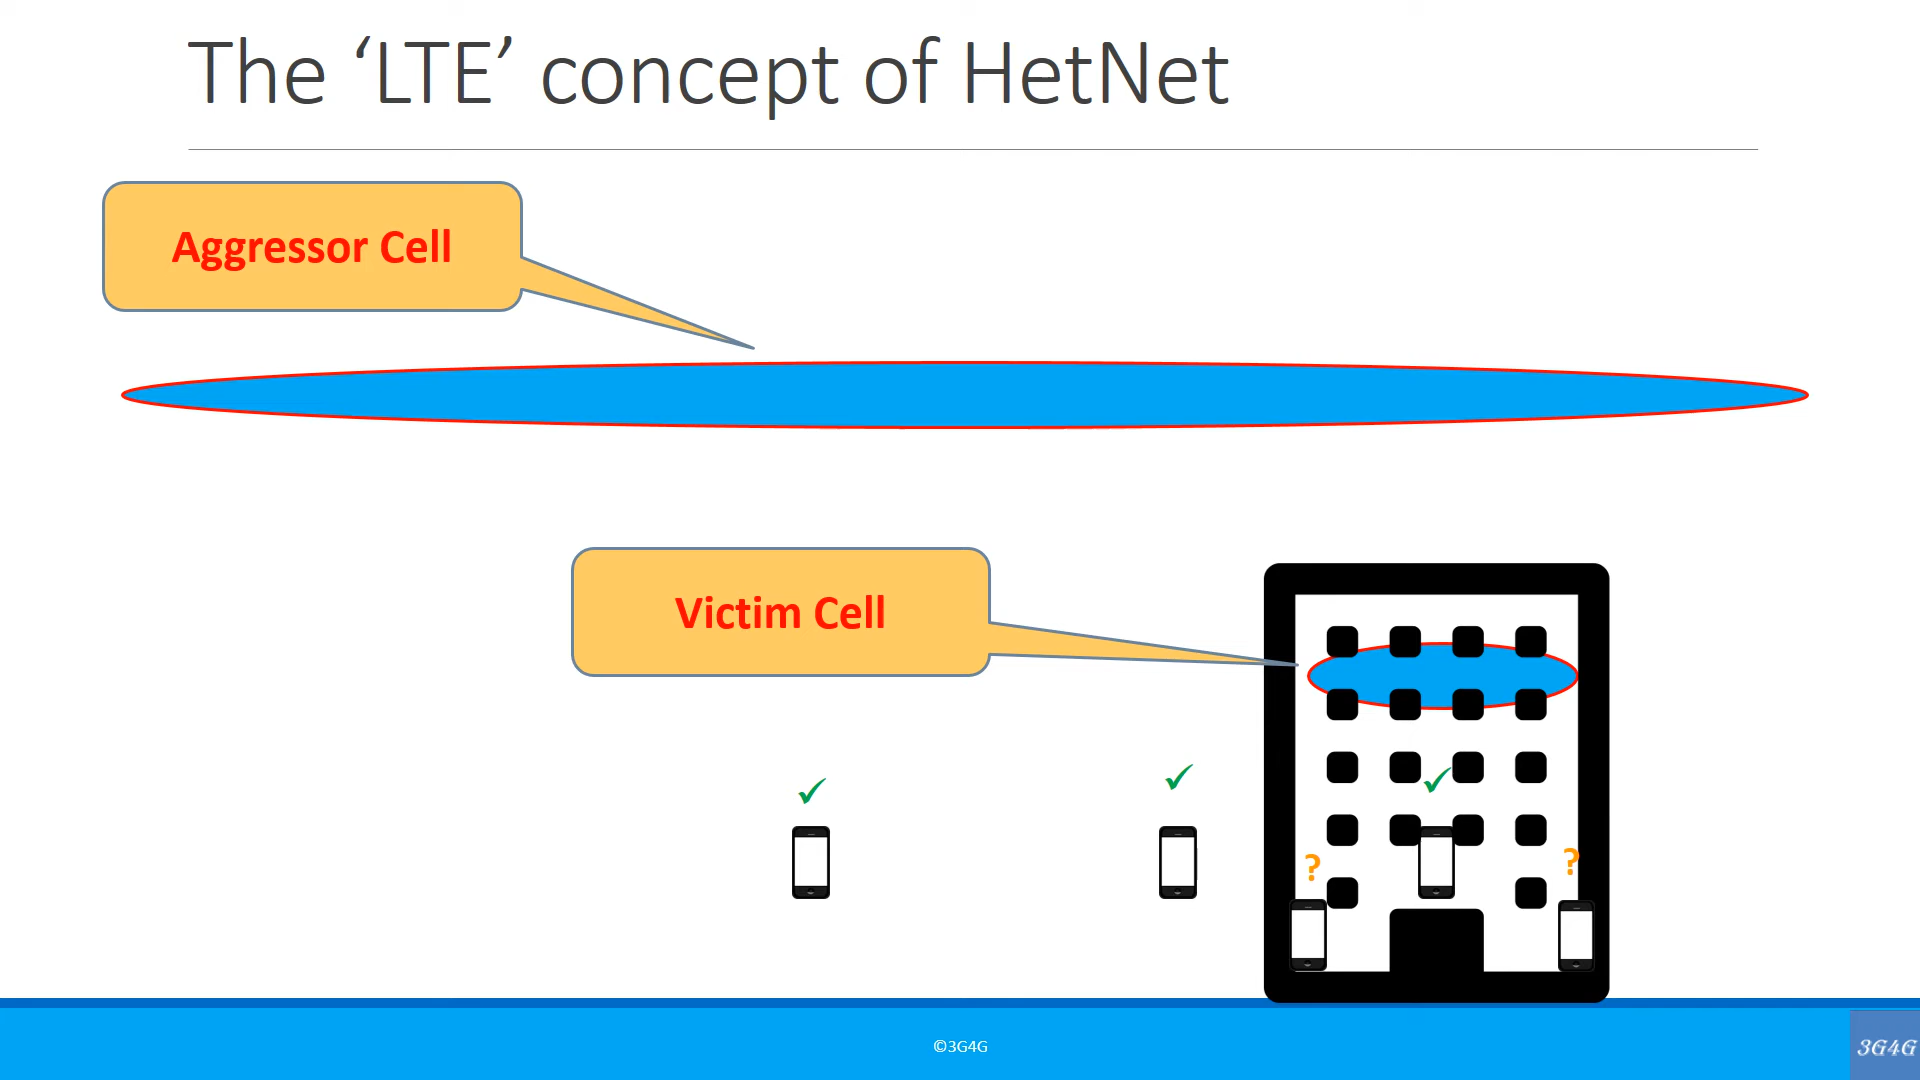 The ‘LTE’ concept of HetNet
Aggressor Cell
Victim Cell
?
?
©3G4G
3G4G